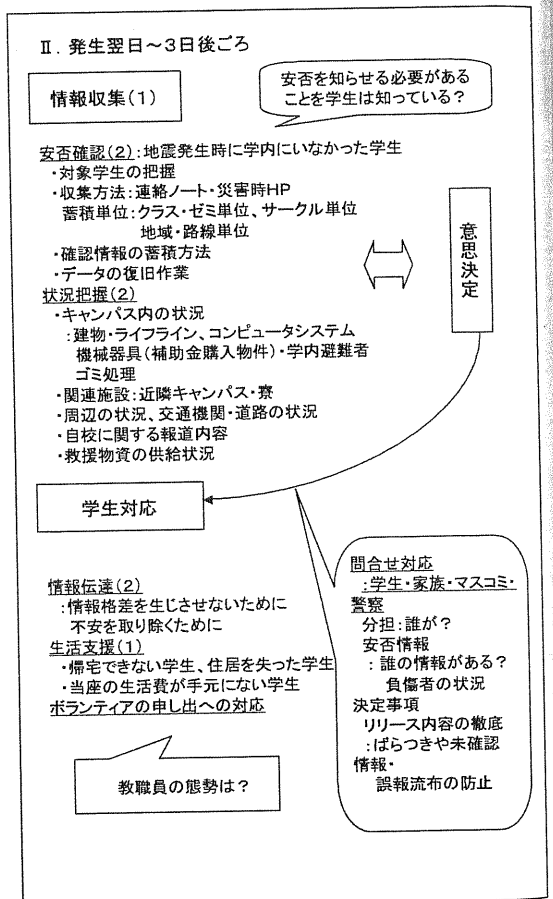 Ⅱ．発生翌日～3日後ごろ
情報収集(1)
安否を知らせる必要がある
ことを学生は知っている？
安否確認(2)：地震発生時に学内にいなかった学生
・対象学生の把握
・収集方法：連絡ノート・災害時HP
蓄積単位：クラス・ゼミ単位、サークル単位
地域・路線単位
・確認情報の蓄積方法
・データの復旧作業
状況把握(2)
・キャンパス内の状況
：建物・ライフライン、コンピュータシステム
機械器具(補助金購入物件)・学内避難者
ゴミ処理
・関連施設：近隣キャンパス・寮
・周辺の状況、交通機関・道路の状況
・自校に関する報道内容
・救援物資の供給状況
意思決定
学生対応
情報伝達(2)
：情報格差を生じさせないために
不安を取り除くために
生活支援(1)
・帰宅できない学生、住居を失った学生
・当座の生活費が手元にない学生
ボランティアの申し出への対応
教職員の態勢は？
問合せ対応
：学生・家族・マスコミ・
警察
分担：誰が？
安否情報
：誰の情報がある？
負傷者の状況
決定事項
リリース内容の徹底
：ばらつきや未確認
情報・
誤報流布の防止